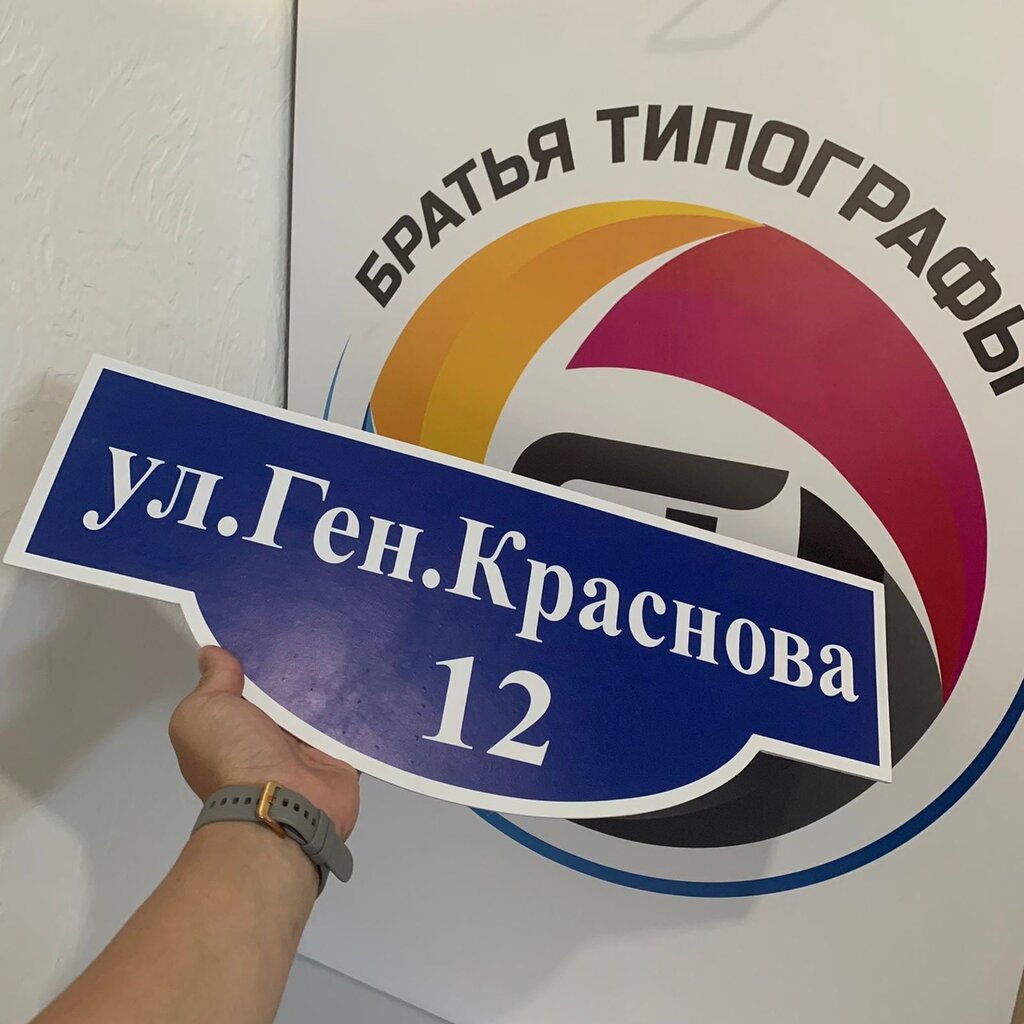 БРАТЬЯ ТИПОГРАФЫ
ул.Ген.Краснова
12